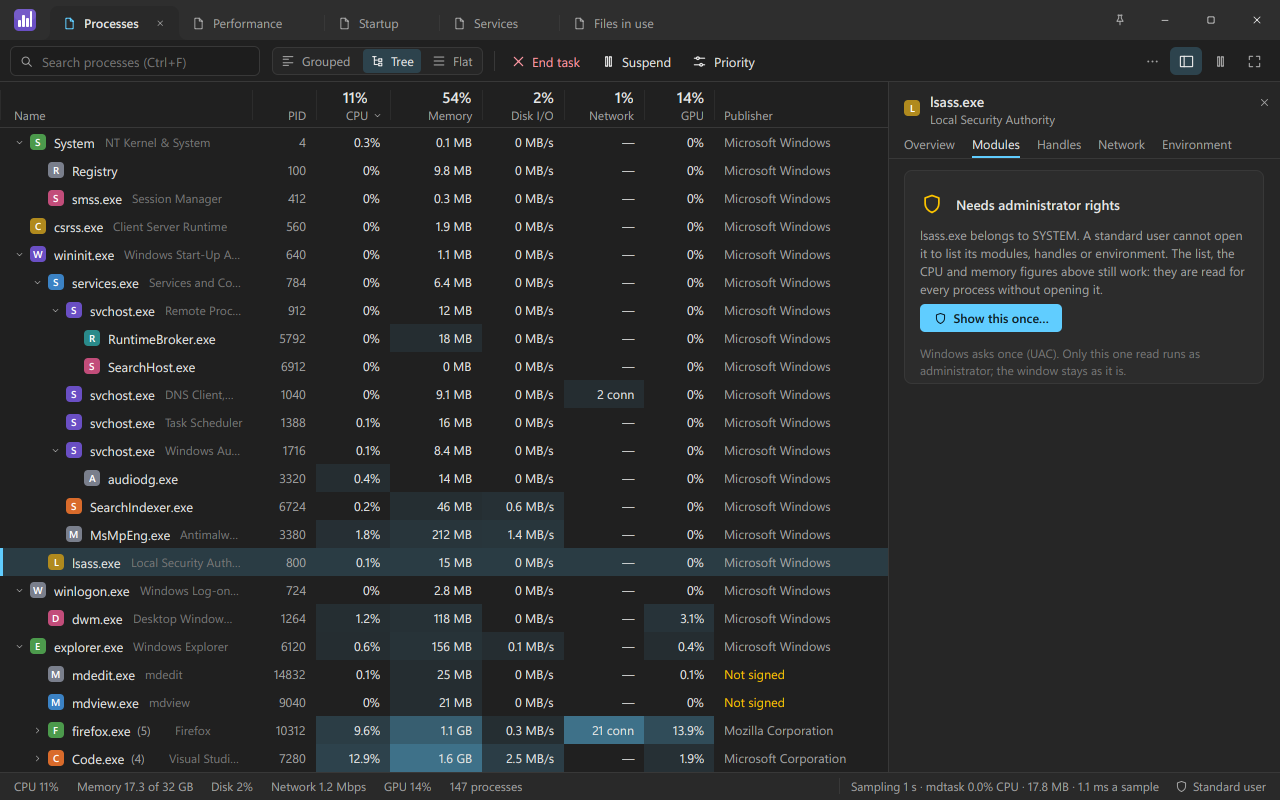 Processes × Performance Startup Services Files in use
Search processes (Ctrl+F) Grouped Tree Flat End task Suspend Priority
11% 54% 2% 1% 14%
Name PID CPU Memory Disk I/O Network GPU Publisher
S System NT Kernel & System 4 0.3% 0.1 MB 0 MB/s — 0% Microsoft Windows
R Registry 100 0% 9.8 MB 0 MB/s — 0% Microsoft Windows
S smss.exe Session Manager 412 0% 0.3 MB 0 MB/s — 0% Microsoft Windows
C csrss.exe Client Server Runtime 560 0% 1.9 MB 0 MB/s — 0% Microsoft Windows
W wininit.exe Windows Start-Up A... 640 0% 1.1 MB 0 MB/s — 0% Microsoft Windows
S services.exe Services and Co... 784 0% 6.4 MB 0 MB/s — 0% Microsoft Windows
S svchost.exe Remote Proc... 912 0% 12 MB 0 MB/s — 0% Microsoft Windows
R RuntimeBroker.exe 5792 0% 18 MB 0 MB/s — 0% Microsoft Windows
S SearchHost.exe 6912 0% 0 MB 0 MB/s — 0% Microsoft Windows
S svchost.exe DNS Client,... 1040 0% 9.1 MB 0 MB/s 2 conn 0% Microsoft Windows
S svchost.exe Task Scheduler 1388 0.1% 16 MB 0 MB/s — 0% Microsoft Windows
S svchost.exe Windows Au... 1716 0.1% 8.4 MB 0 MB/s — 0% Microsoft Windows
A audiodg.exe 3320 0.4% 14 MB 0 MB/s — 0% Microsoft Windows
S SearchIndexer.exe 6724 0.2% 46 MB 0.6 MB/s — 0% Microsoft Windows
M MsMpEng.exe Antimalw... 3380 1.8% 212 MB 1.4 MB/s — 0% Microsoft Windows
L lsass.exe Local Security Auth... 800 0.1% 15 MB 0 MB/s — 0% Microsoft Windows
W winlogon.exe Windows Log-on... 724 0% 2.8 MB 0 MB/s — 0% Microsoft Windows
D dwm.exe Desktop Window... 1264 1.2% 118 MB 0 MB/s — 3.1% Microsoft Windows
E explorer.exe Windows Explorer 6120 0.6% 156 MB 0.1 MB/s — 0.4% Microsoft Windows
M mdedit.exe mdedit 14832 0.1% 25 MB 0 MB/s — 0.1% Not signed
M mdview.exe mdview 9040 0% 21 MB 0 MB/s — 0% Not signed
F firefox.exe (5) Firefox 10312 9.6% 1.1 GB 0.3 MB/s 21 conn 13.9% Mozilla Corporation
C Code.exe (4) Visual Studi... 7280 12.9% 1.6 GB 2.5 MB/s — 1.9% Microsoft Corporation
L lsass.exe
Local Security Authority
Overview Modules Handles Network Environment
Needs administrator rights
lsass.exe belongs to SYSTEM. A standard user cannot open
it to list its modules, handles or environment. The list, the
CPU and memory figures above still work: they are read for
every process without opening it.
Show this once...
Windows asks once (UAC). Only this one read runs as
administrator; the window stays as it is.
CPU 11% Memory 17.3 of 32 GB Disk 2% Network 1.2 Mbps GPU 14% 147 processes Sampling 1 s · mdtask 0.0% CPU · 17.8 MB · 1.1 ms a sample Standard user